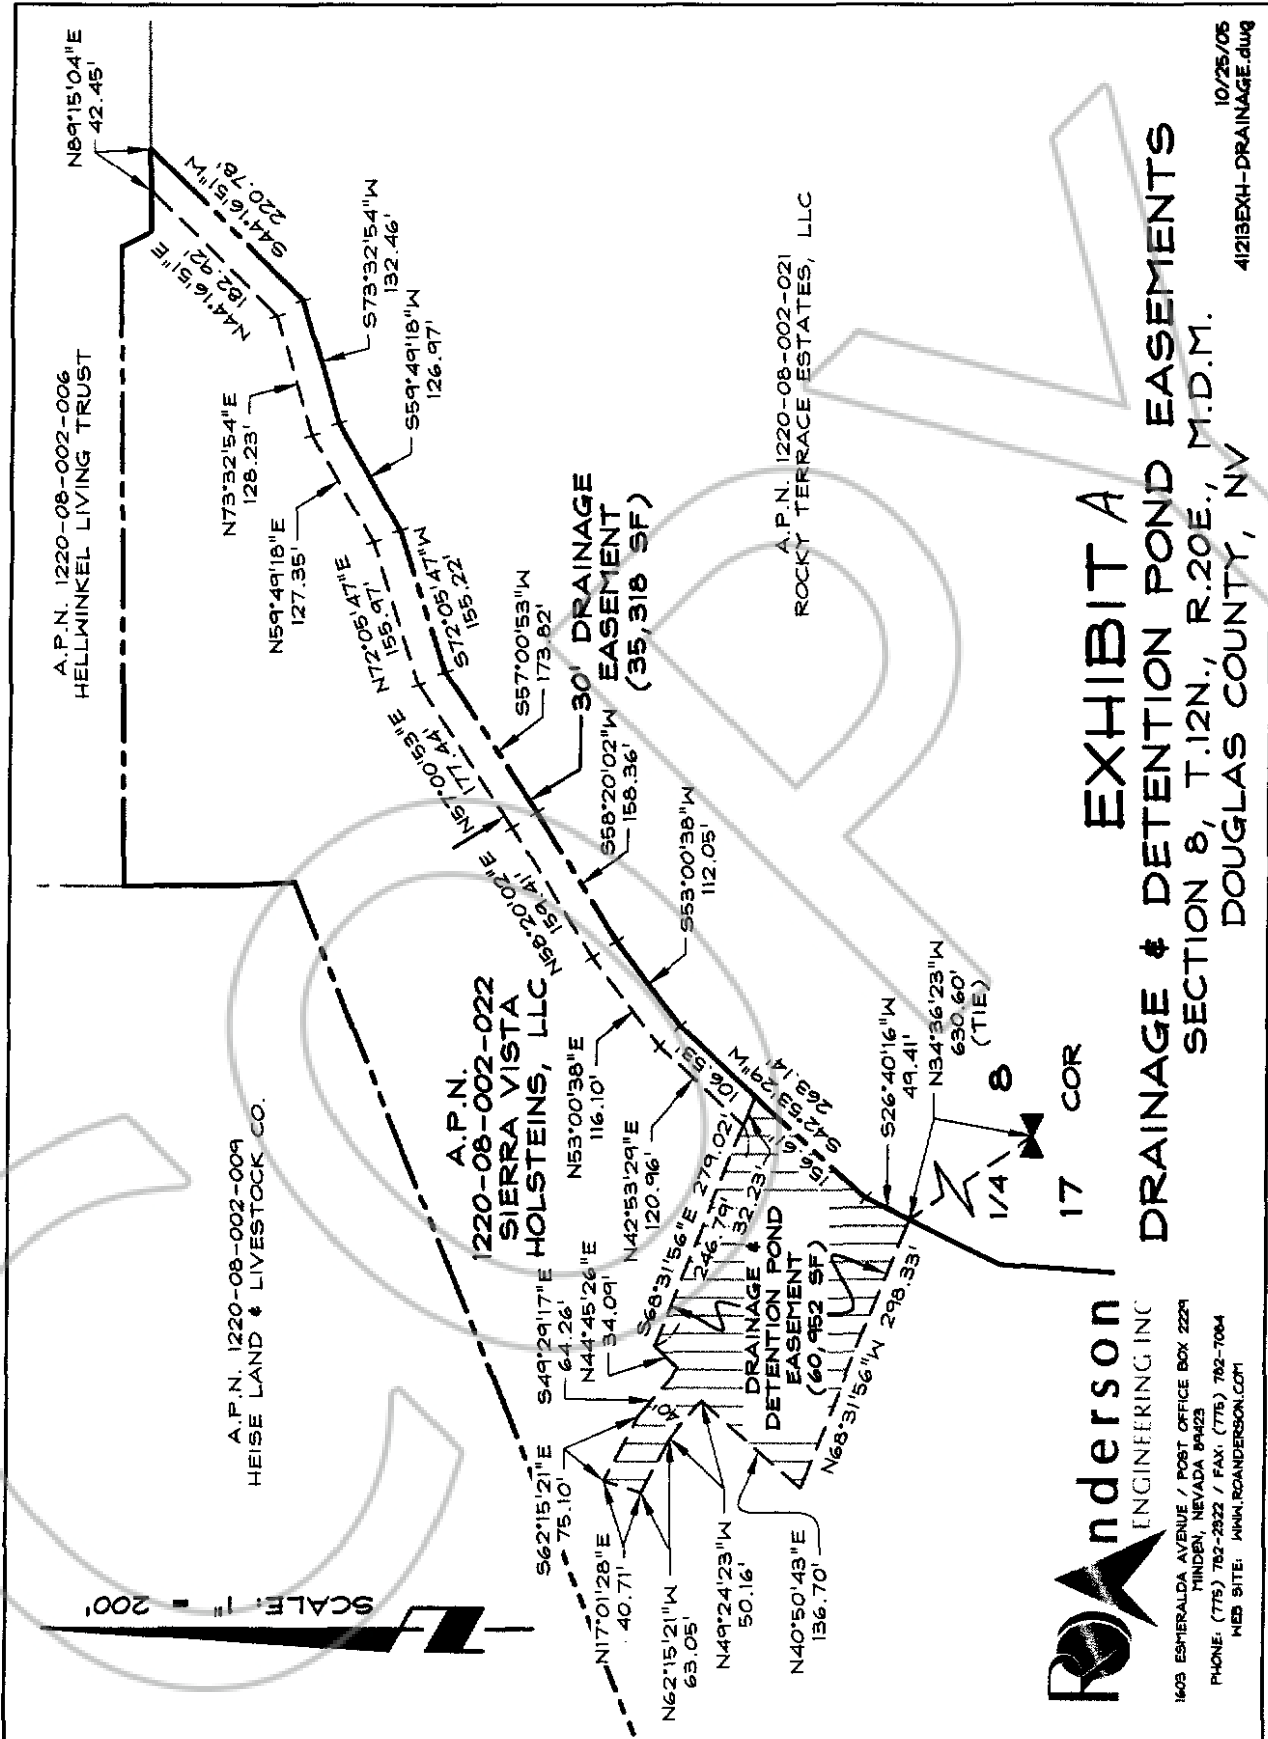 SCALE: 1" = 200'
A.P.N. 1220-08-002-006
HELLWINKEL LIVING TRUST
N89°15'04"E
42.45'
N44°16'51"E
182.92'
S44°16'51"W
220.78'
N73°32'54"E
128.23'
S73°32'54"W
132.46'
N59°49'18"E
127.35'
S59°49'18"W
126.97'
N72°05'47"E
155.97'
S72°05'47"W
155.22'
N57°00'53"E
177.44'
S57°00'53"W
173.82'
30' DRAINAGE
EASEMENT
(35,318 SF)
N58°20'02"E
159.41'
S58°20'02"W
158.36'
A.P.N. 1220-08-002-009
HEISE LAND & LIVESTOCK CO.
A.P.N.
1220-08-002-022
SIERRA VISTA
HOLSTEINS, LLC
A.P.N. 1220-08-002-021
ROCKY TERRACE ESTATES, LLC
N53°00'38"E
116.10'
S53°00'38"W
112.05'
N42°53'29"E
120.96'
106.53'
S42°53'29"W
263.14'
156.61'
S68°31'56"E 279.02'
246.79'
32.23'
S49°29'17"E
64.26'
N44°45'26"E
34.09'
S62°15'21"E
75.10'
40'
N17°01'28"E
40.71'
N62°15'21"W
63.05'
N49°24'23"W
50.16'
N40°50'43"E
136.70'
DRAINAGE &
DETENTION POND
EASEMENT
(60,952 SF)
N68°31'56"W 298.33'
S26°40'16"W
49.41'
N34°36'23"W
630.60'
(TIE)
1/4 8
17 COR
EXHIBIT A
DRAINAGE & DETENTION POND EASEMENTS
SECTION 8, T.12N., R.20E., M.D.M.
DOUGLAS COUNTY, NV
ROAnderson
ENGINEERING INC
1603 ESMERALDA AVENUE / POST OFFICE BOX 2229
MINDEN, NEVADA 89423
PHONE: (775) 782-2322 / FAX: (775) 782-7084
WEB SITE: WWW.ROANDERSON.COM
10/25/05
41213EXH-DRAINAGE.dwg
COPY